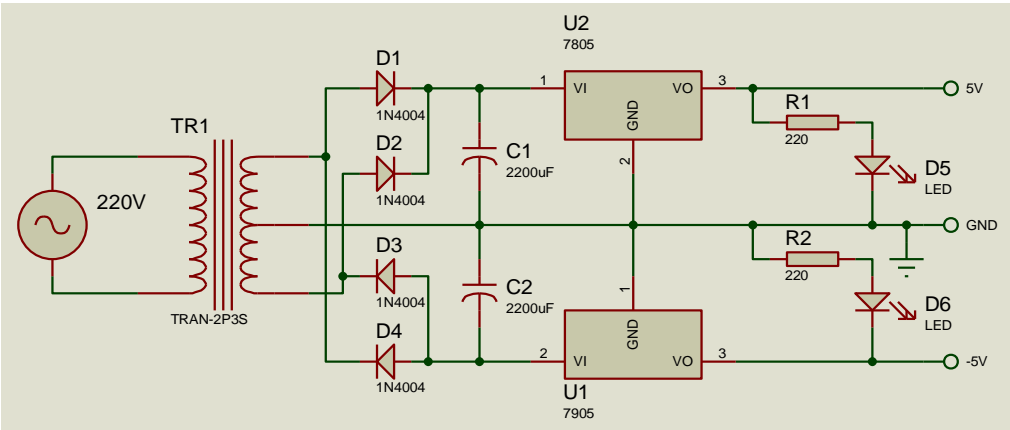 U2
7805
D1
1N4004
1
VI
VO
3
GND
2
5V
R1
220
TR1
D2
1N4004
C1
2200uF
D5
LED
220V
GND
D3
1N4004
R2
220
C2
2200uF
1
GND
D6
LED
TRAN-2P3S
D4
1N4004
2
VI
VO
3
-5V
U1
7905